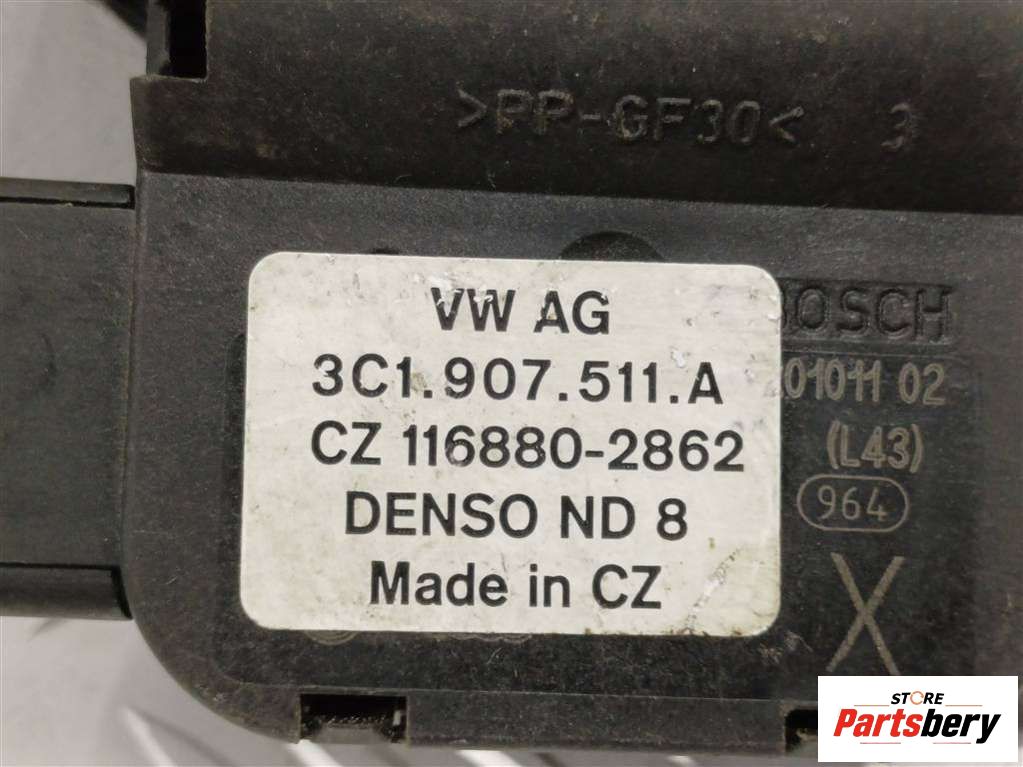 >PP-GF30< 3
VW AG
3C1.907.511.A
CZ 116880-2862
DENSO ND 8
Made in CZ
BOSCH
01011 02
(L43)
964
X
STORE
Partsbery